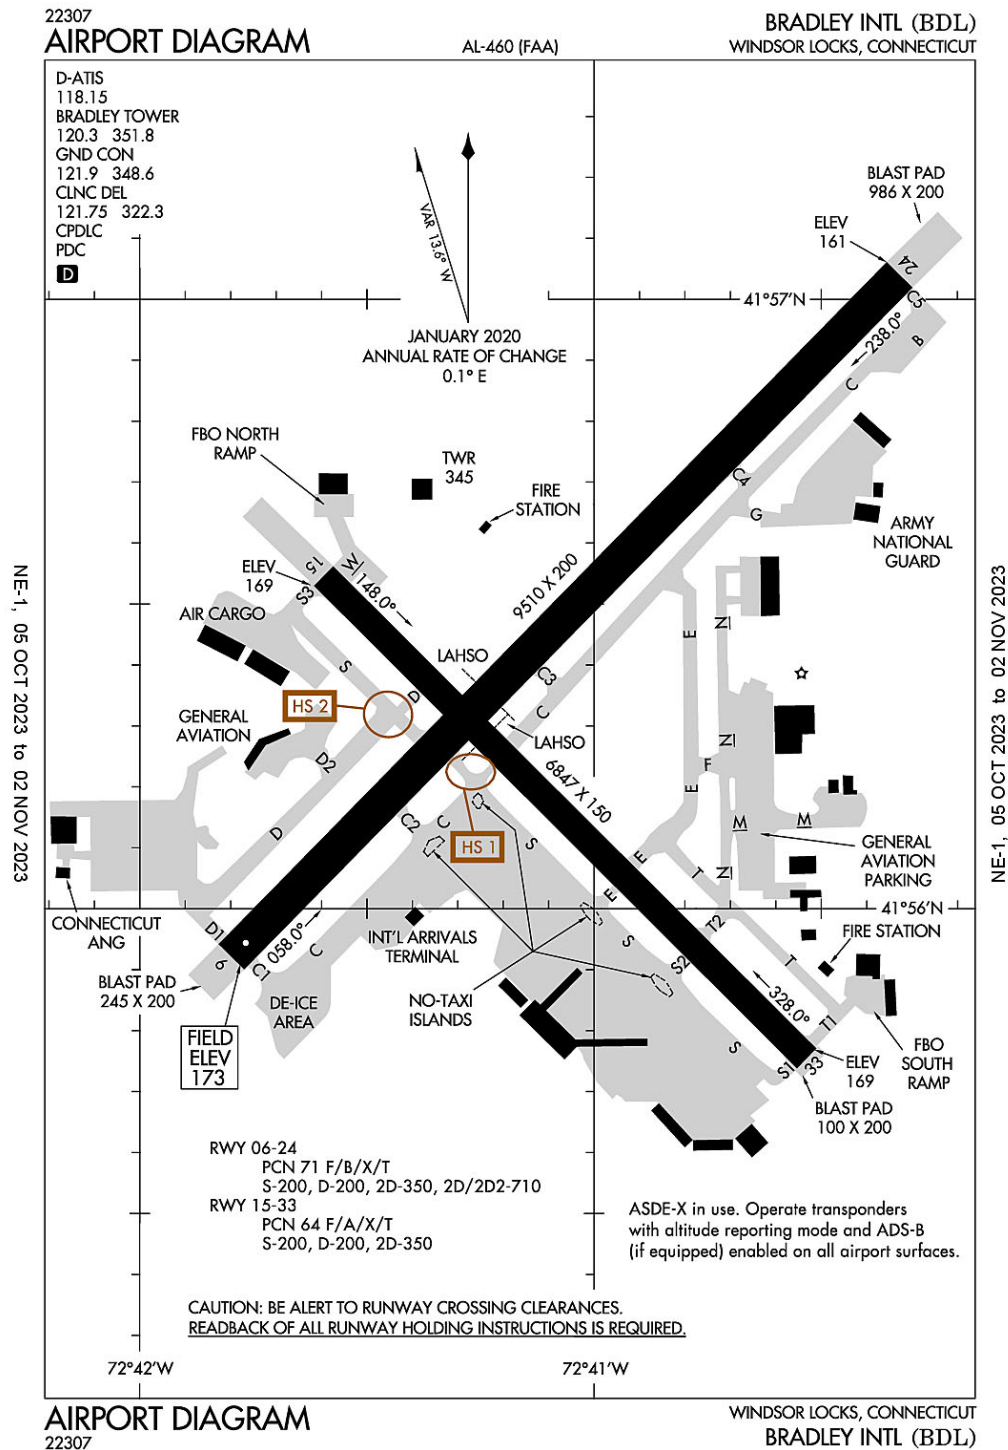 22307
AIRPORT DIAGRAM
AL-460 (FAA)
BRADLEY INTL (BDL)
WINDSOR LOCKS, CONNECTICUT
D-ATIS
118.15
BRADLEY TOWER
120.3 351.8
GND CON
121.9 348.6
CLNC DEL
121.75 322.3
CPDLC
PDC
D
VAR 13.6° W
JANUARY 2020
ANNUAL RATE OF CHANGE
0.1° E
BLAST PAD
986 X 200
ELEV
161
24
C5
41°57'N
238.0°
B
C
FBO NORTH
RAMP
TWR
345
FIRE
STATION
C4
G
ARMY
NATIONAL
GUARD
ELEV
169
15
W
S3
148.0°
9510 X 200
AIR CARGO
S
LAHSO
D
C3
C
E
N
HS 2
GENERAL
AVIATION
D2
LAHSO
6847 X 150
N
F
E
D
C2
C
HS 1
S
M
M
GENERAL
AVIATION
PARKING
E
T
N
CONNECTICUT
ANG
D1
6
058.0°
C1
C
INT'L ARRIVALS
TERMINAL
E
S
T2
41°56'N
FIRE STATION
T
S2
BLAST PAD
245 X 200
DE-ICE
AREA
NO-TAXI
ISLANDS
328.0°
T1
FIELD
ELEV
173
S
S1
33
ELEV
169
FBO
SOUTH
RAMP
BLAST PAD
100 X 200
RWY 06-24
PCN 71 F/B/X/T
S-200, D-200, 2D-350, 2D/2D2-710
RWY 15-33
PCN 64 F/A/X/T
S-200, D-200, 2D-350
ASDE-X in use. Operate transponders
with altitude reporting mode and ADS-B
(if equipped) enabled on all airport surfaces.
CAUTION: BE ALERT TO RUNWAY CROSSING CLEARANCES.
READBACK OF ALL RUNWAY HOLDING INSTRUCTIONS IS REQUIRED.
72°42'W
72°41'W
NE-1, 05 OCT 2023 to 02 NOV 2023
NE-1, 05 OCT 2023 to 02 NOV 2023
AIRPORT DIAGRAM
22307
WINDSOR LOCKS, CONNECTICUT
BRADLEY INTL (BDL)